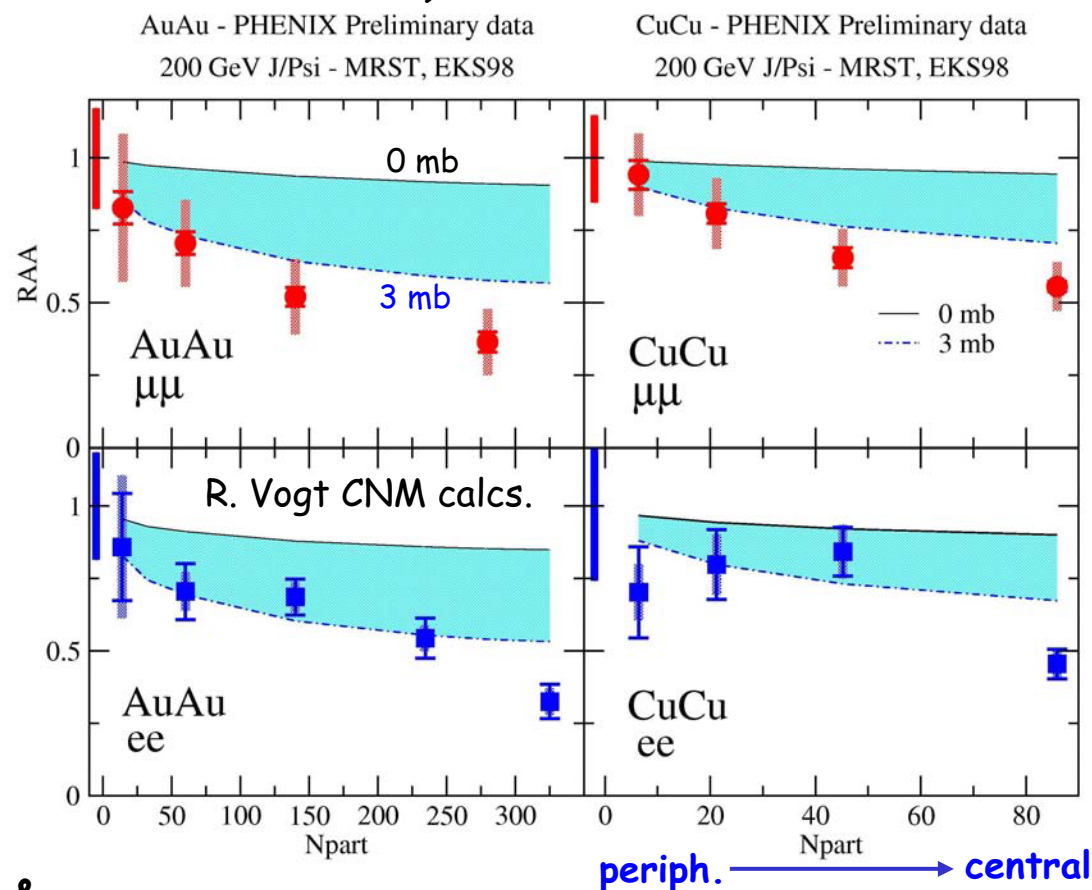 AuAu - PHENIX Preliminary data
200 GeV J/Psi - MRST, EKS98
CuCu - PHENIX Preliminary data
200 GeV J/Psi - MRST, EKS98
RAA
1
0.5
0
0 mb
3 mb
AuAu
μμ
0 mb
3 mb
CuCu
μμ
1
0.5
0
R. Vogt CNM calcs.
AuAu
ee
CuCu
ee
0 50 100 150 200 250 300
0 20 40 60 80
Npart
Npart
periph. central